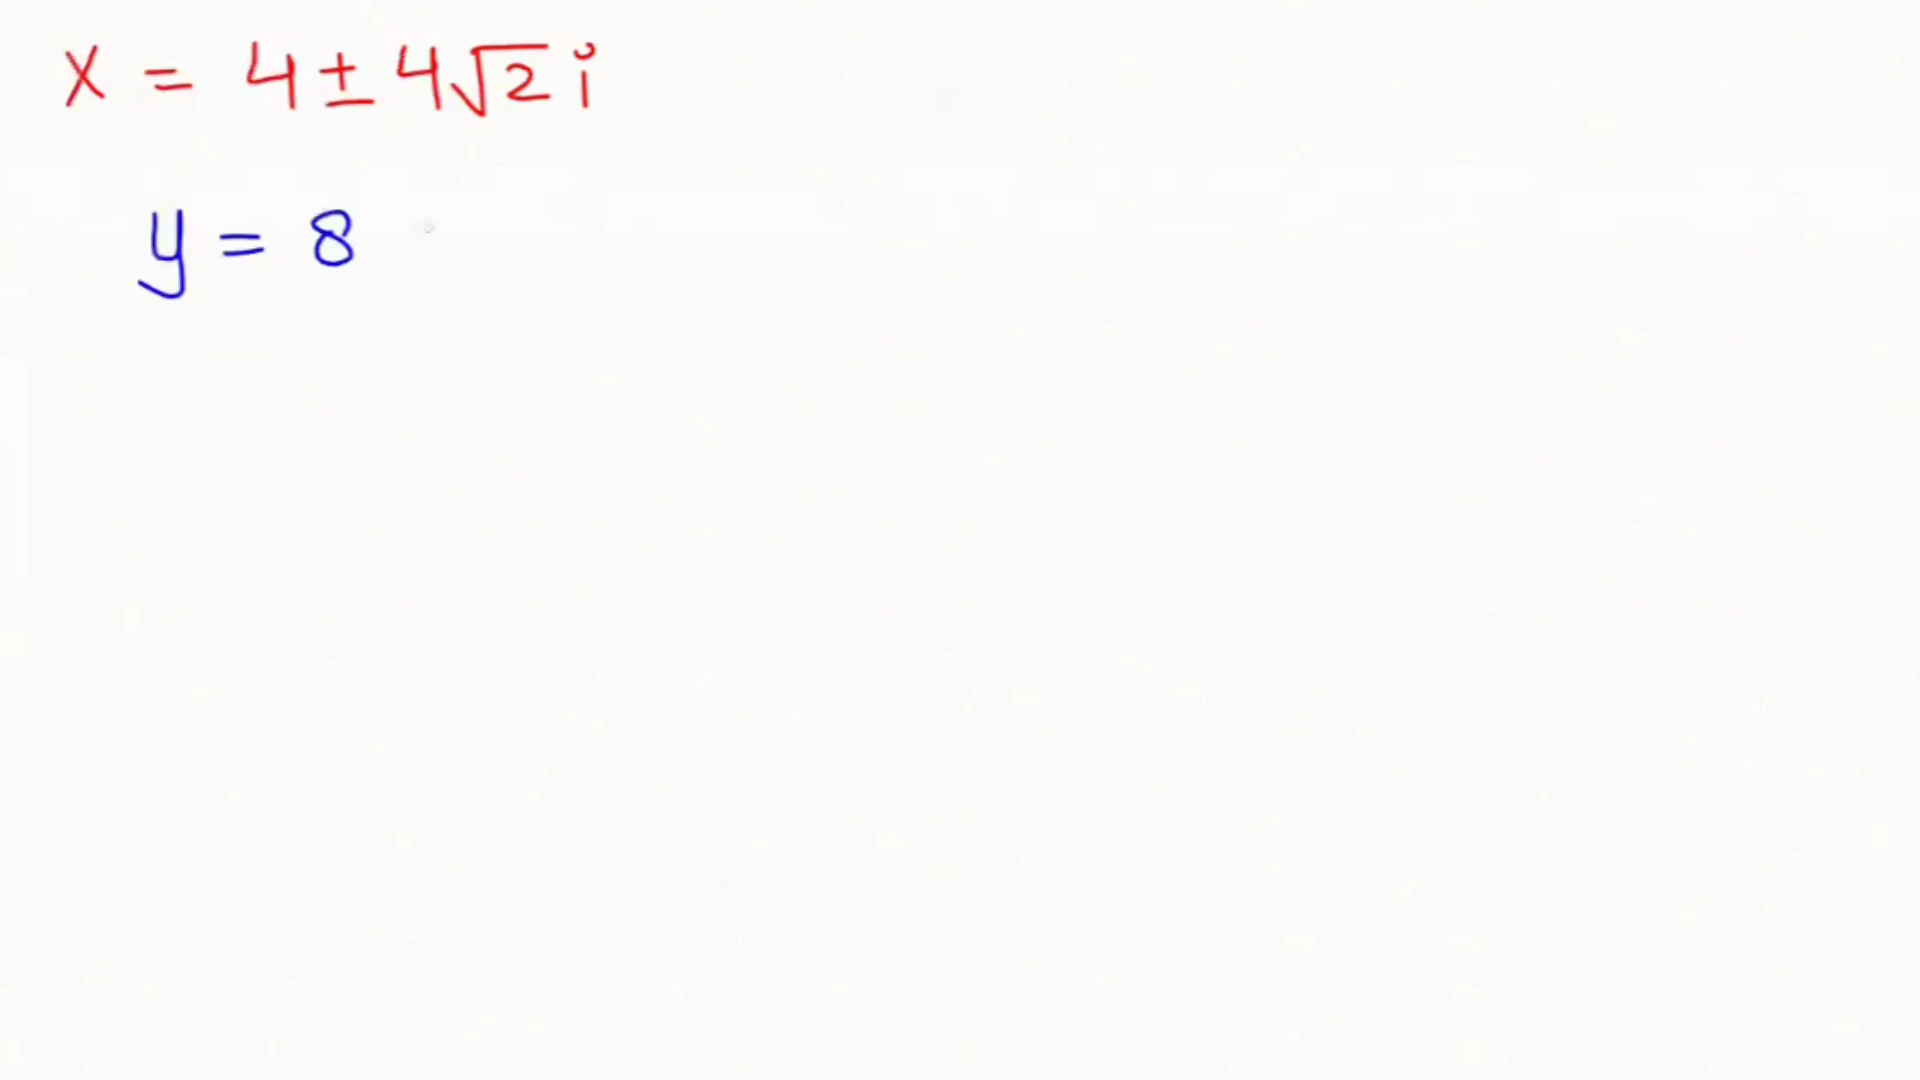 x = 4 ± 4√2 i
y = 8